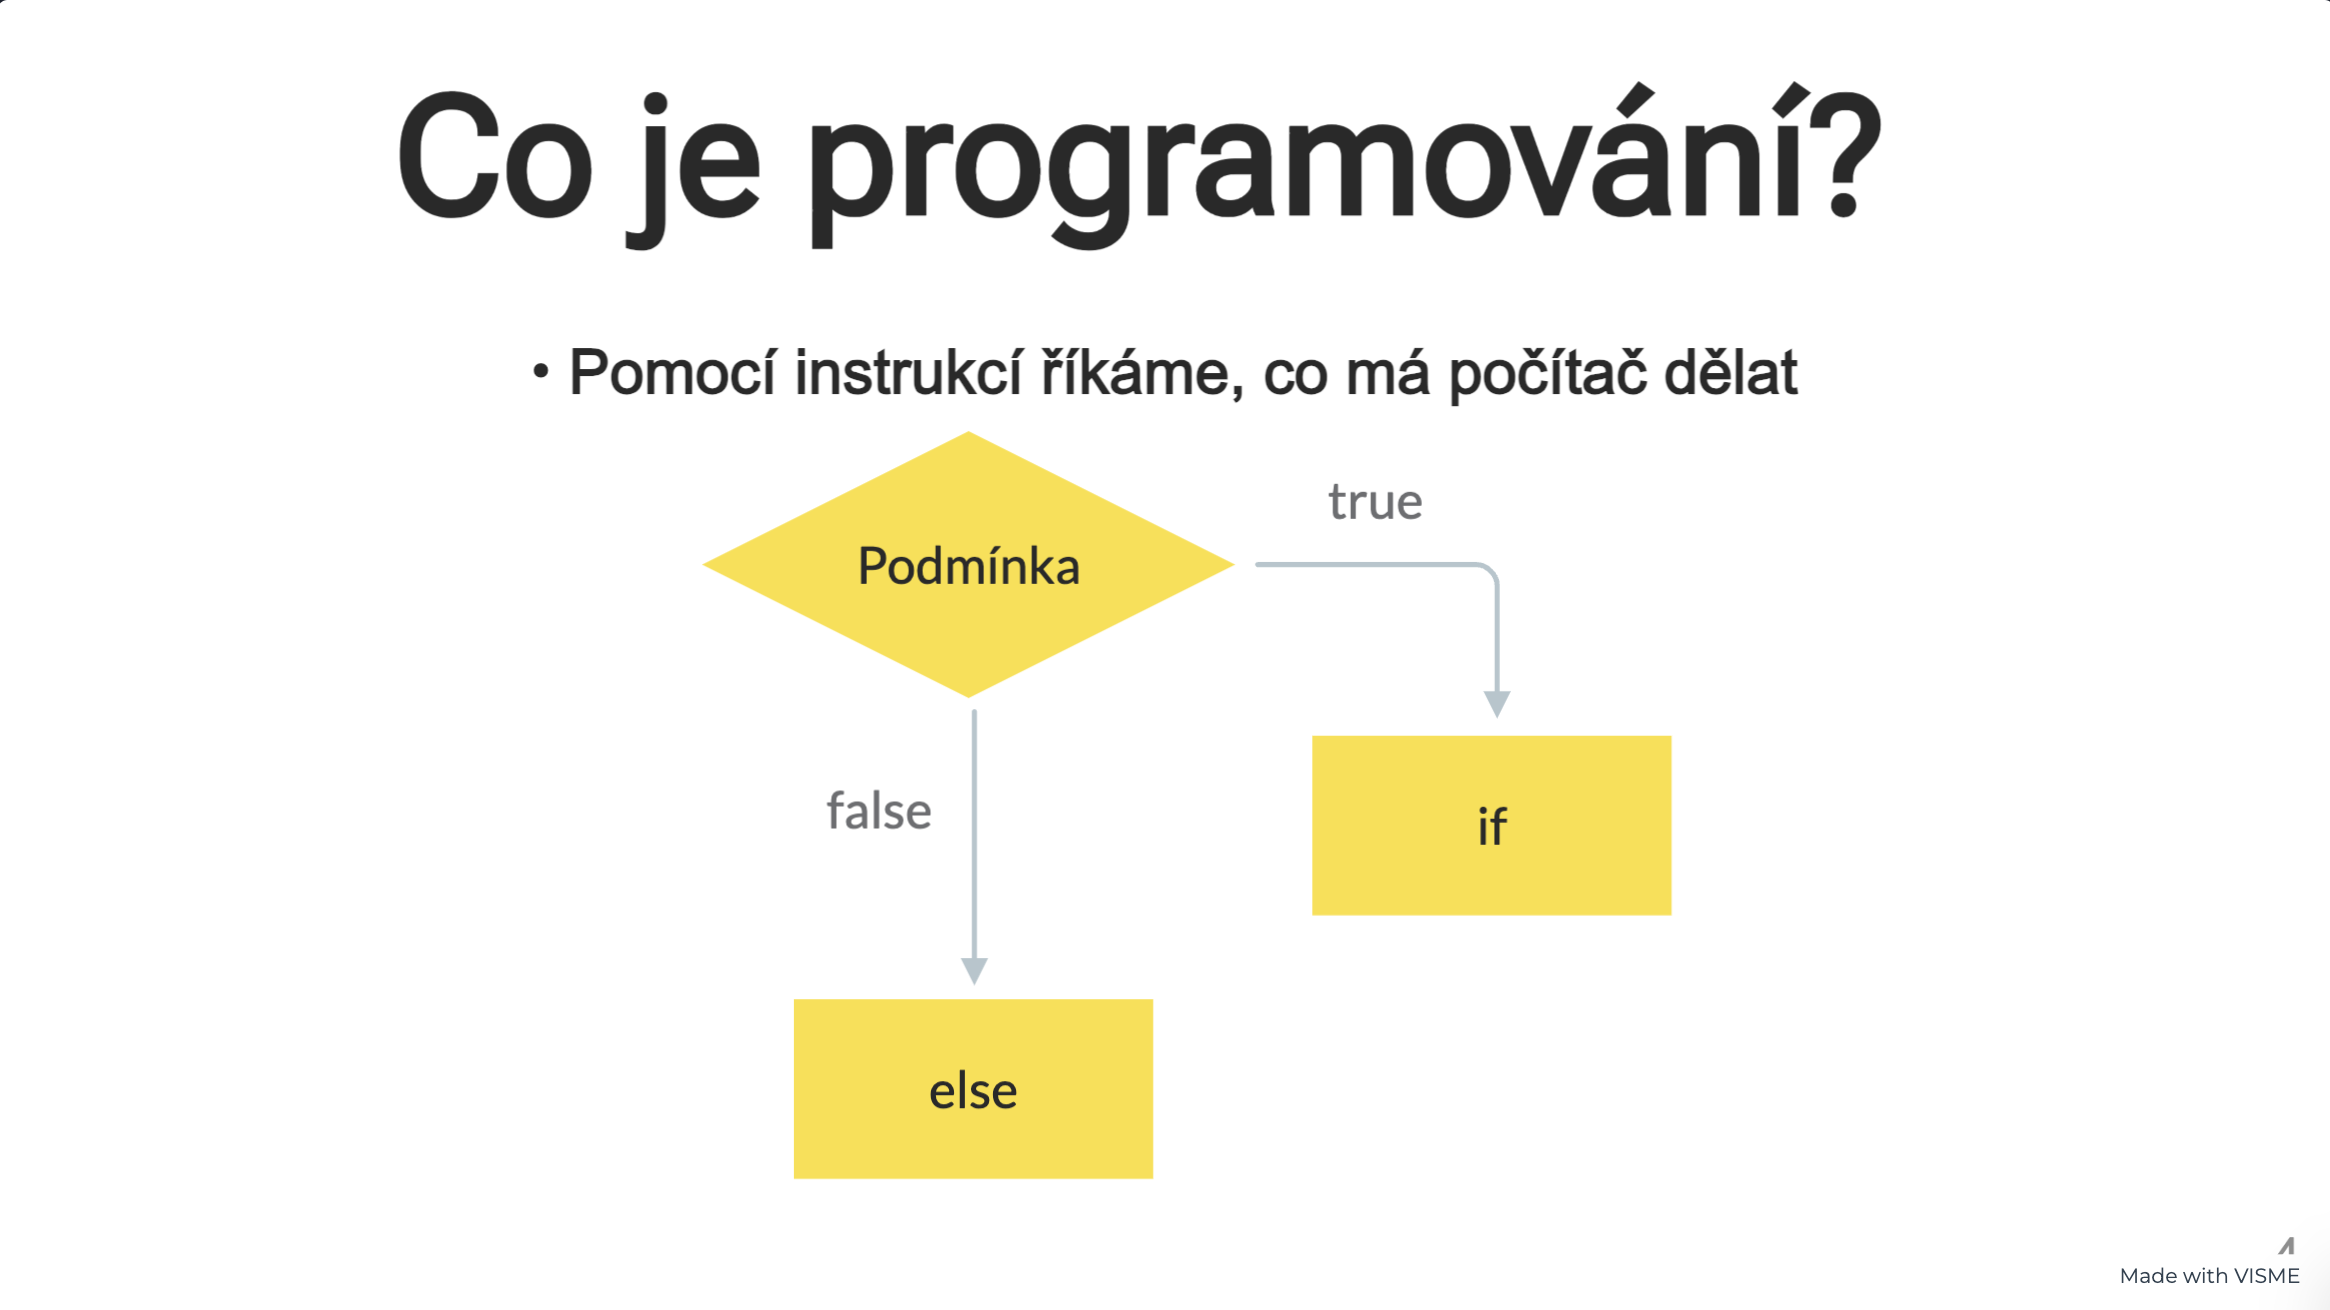 Co je programování?
• Pomocí instrukcí říkáme, co má počítač dělat
true
Podmínka
false
if
else
Made with VISME